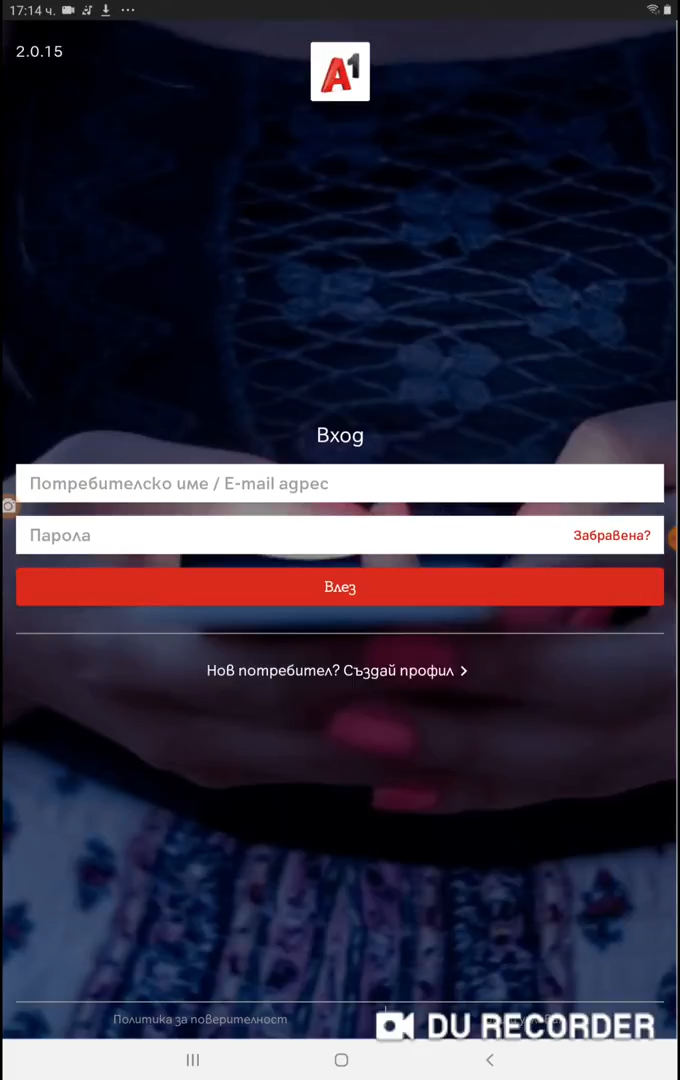 17:14 ч.
2.0.15
A1
Вход
Потребителско име / E-mail адрес
Парола
Забравена?
Влез
Нов потребител? Създай профил
Политика за поверителност
DU RECORDER